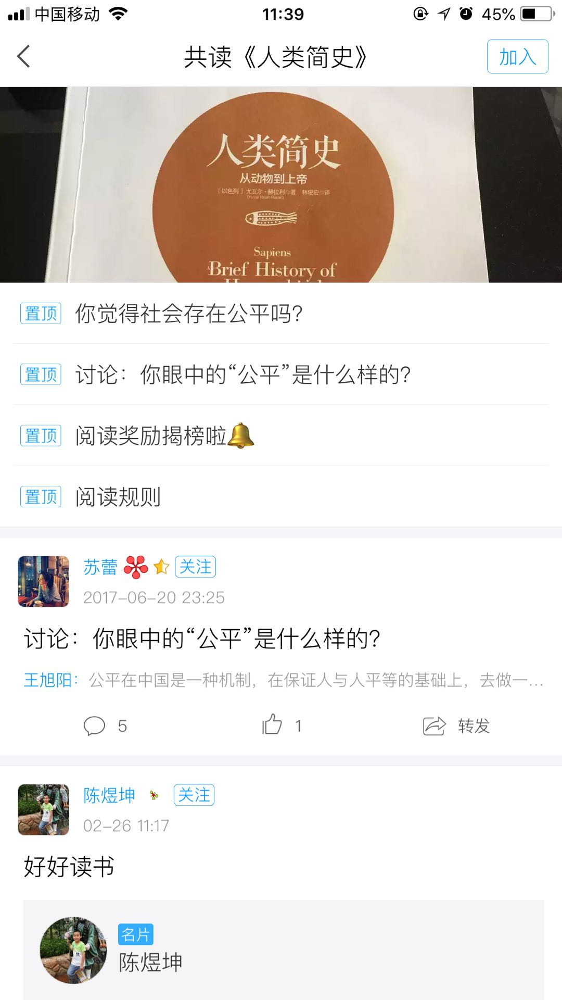 中国移动
11:39
45%
共读《人类简史》
加入
人类简史
从动物到上帝
[以色列] 尤瓦尔·赫拉利 著 林俊宏 译
(Yuval Noah Harari)
Sapiens
A Brief History of
置顶 你觉得社会存在公平吗?
置顶 讨论：你眼中的“公平”是什么样的?
置顶 阅读奖励揭榜啦🔔
置顶 阅读规则
苏蕾 关注
2017-06-20 23:25
讨论：你眼中的“公平”是什么样的?
王旭阳：公平在中国是一种机制，在保证人与人平等的基础上，去做一...
5 1 转发
陈煜坤 关注
02-26 11:17
好好读书
名片
陈煜坤